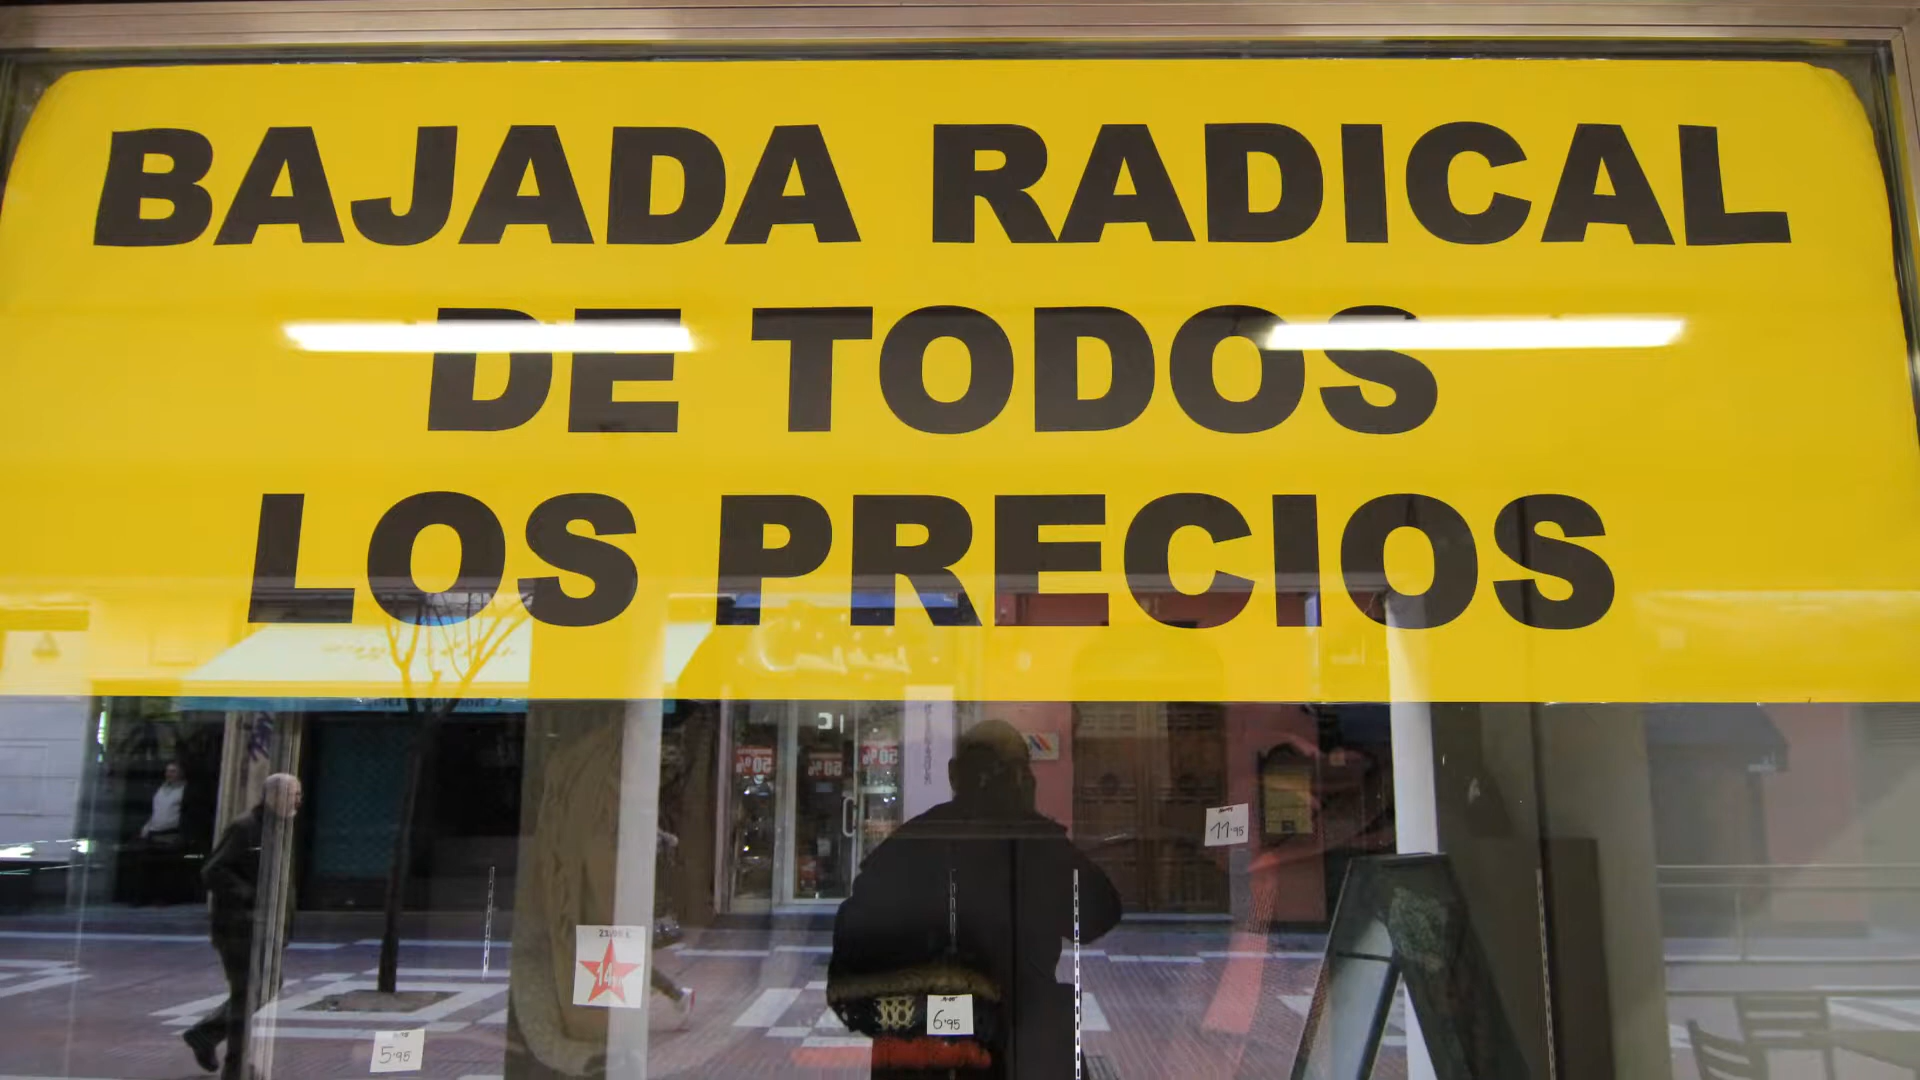 BAJADA RADICAL
DE TODOS
LOS PRECIOS
50%
50%
50%
11'95
14
6'95
5'95